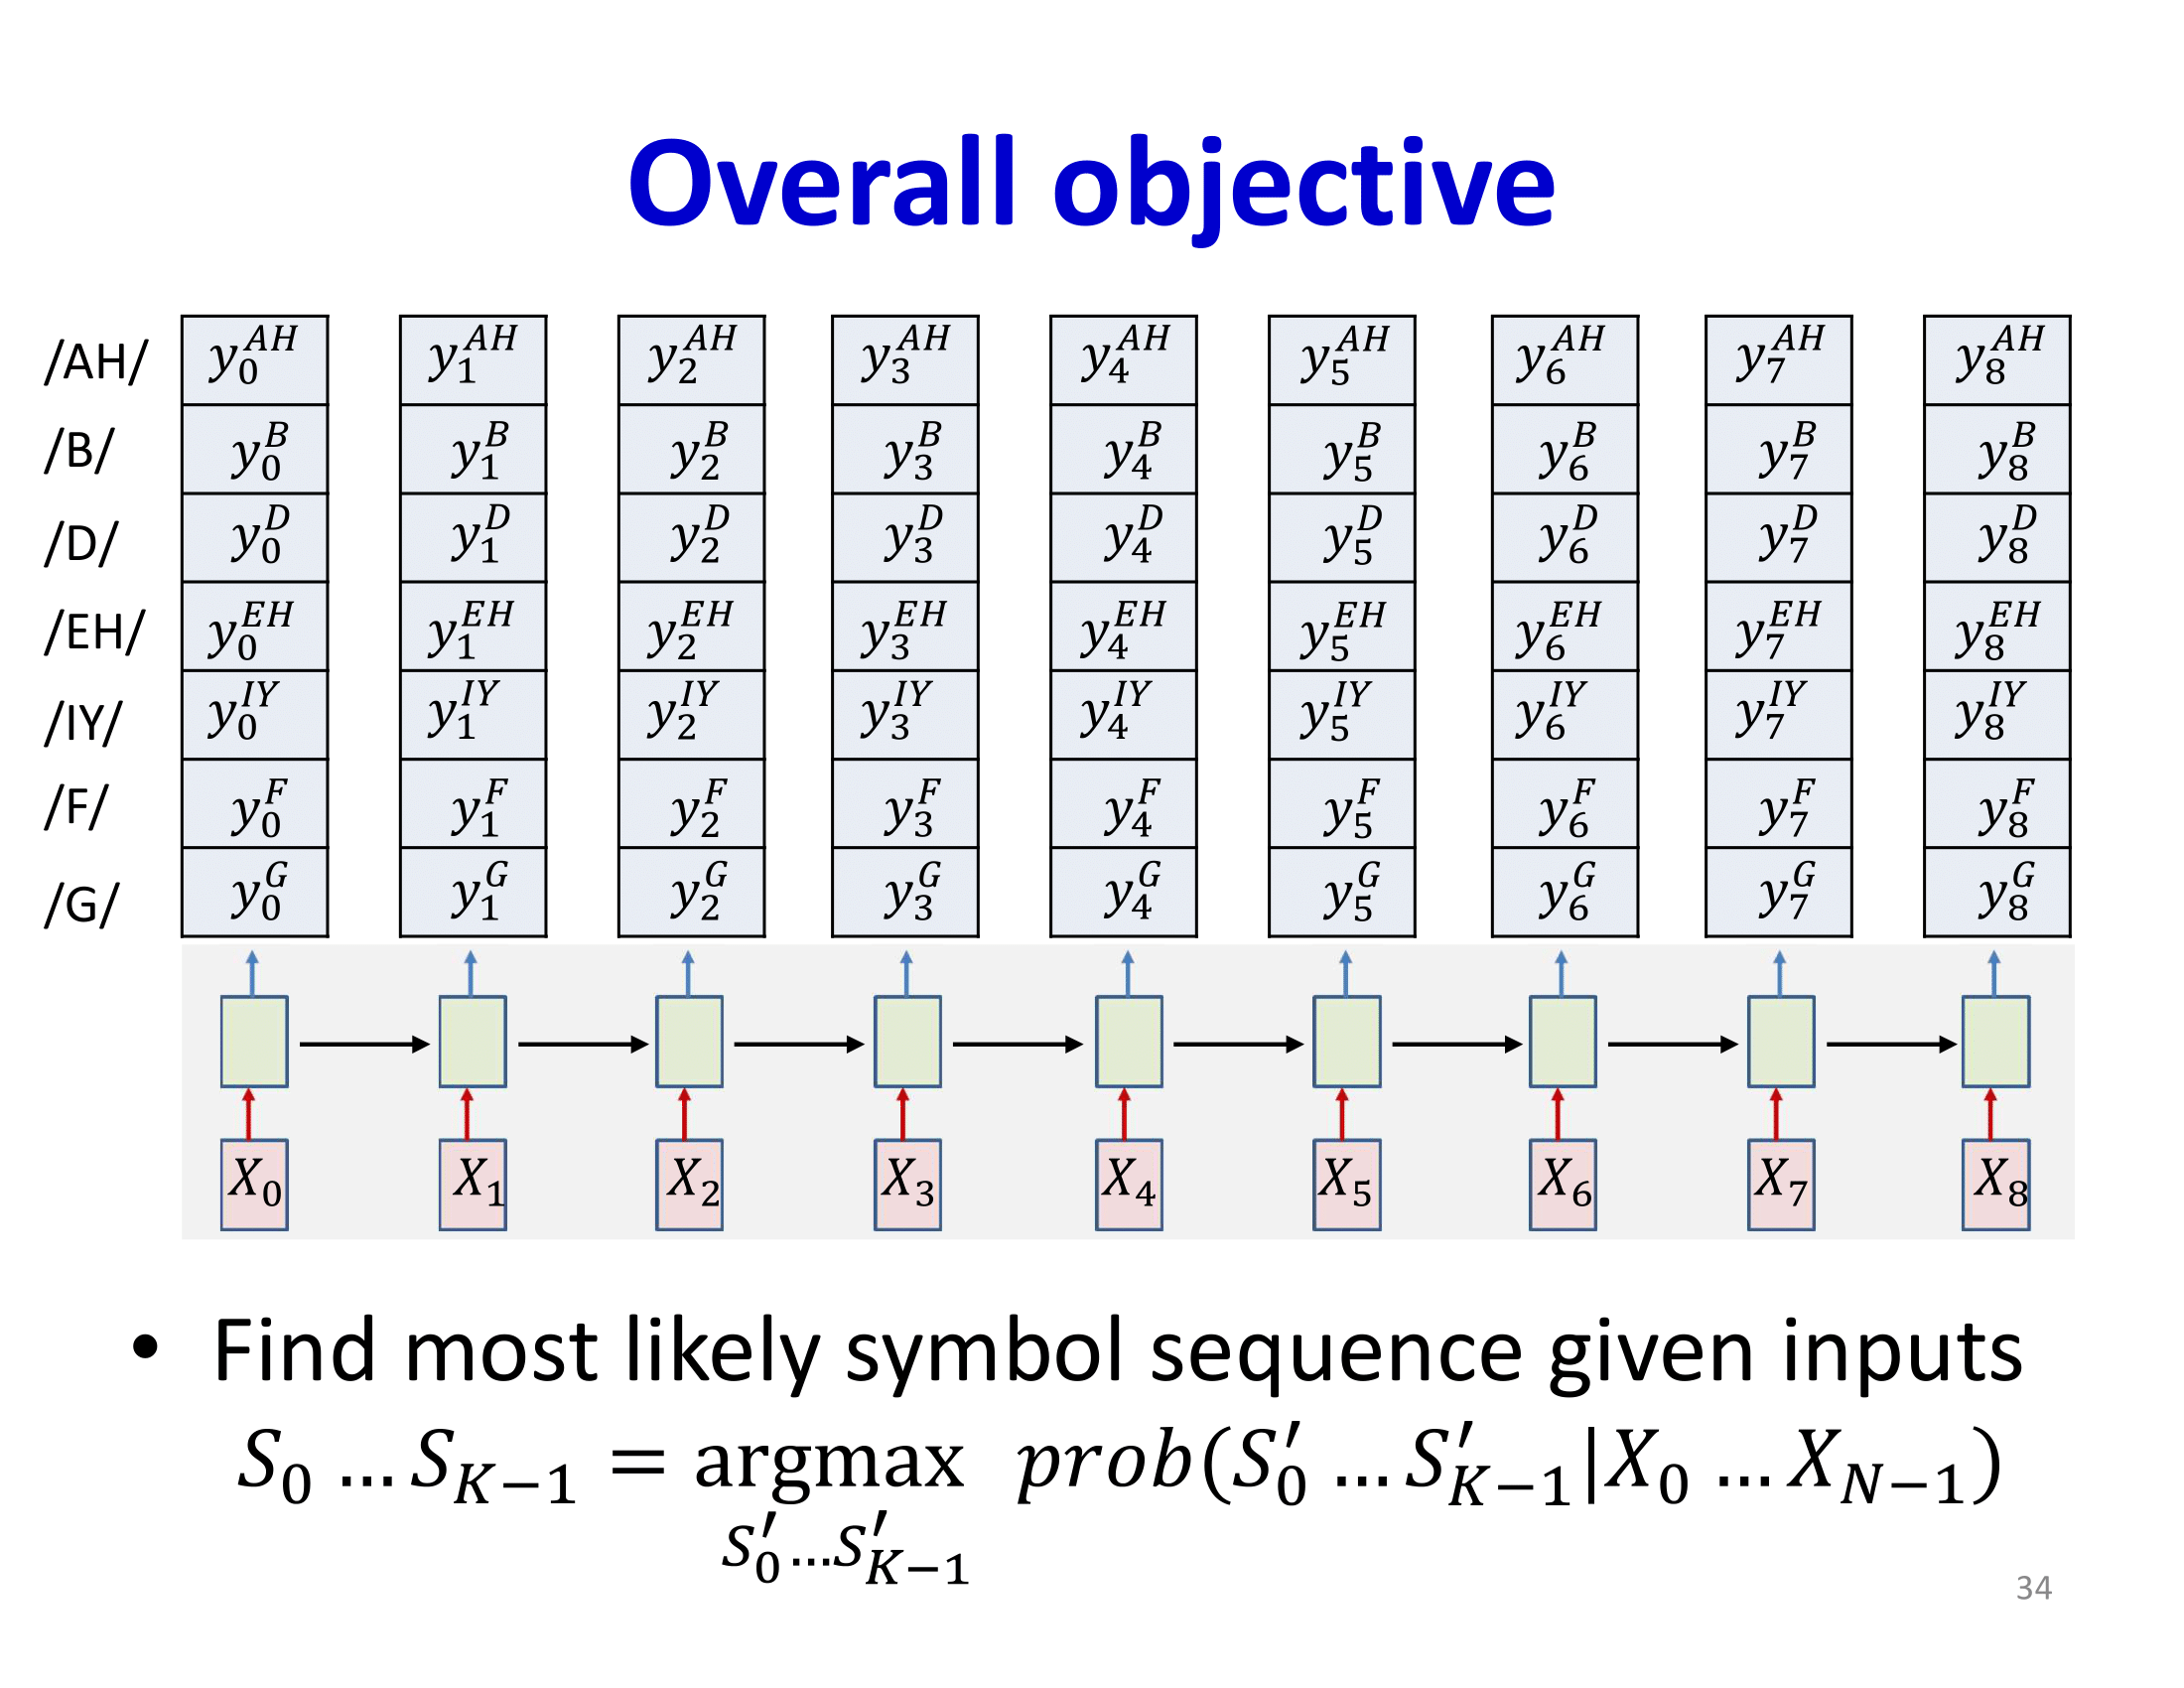 Overall objective
/AH/ y_0^{AH} y_1^{AH} y_2^{AH} y_3^{AH} y_4^{AH} y_5^{AH} y_6^{AH} y_7^{AH} y_8^{AH}
/B/ y_0^B y_1^B y_2^B y_3^B y_4^B y_5^B y_6^B y_7^B y_8^B
/D/ y_0^D y_1^D y_2^D y_3^D y_4^D y_5^D y_6^D y_7^D y_8^D
/EH/ y_0^{EH} y_1^{EH} y_2^{EH} y_3^{EH} y_4^{EH} y_5^{EH} y_6^{EH} y_7^{EH} y_8^{EH}
/IY/ y_0^{IY} y_1^{IY} y_2^{IY} y_3^{IY} y_4^{IY} y_5^{IY} y_6^{IY} y_7^{IY} y_8^{IY}
/F/ y_0^F y_1^F y_2^F y_3^F y_4^F y_5^F y_6^F y_7^F y_8^F
/G/ y_0^G y_1^G y_2^G y_3^G y_4^G y_5^G y_6^G y_7^G y_8^G
X_0 X_1 X_2 X_3 X_4 X_5 X_6 X_7 X_8
• Find most likely symbol sequence given inputs
S_0 … S_{K−1} = argmax prob(S'_0 … S'_{K−1}|X_0 … X_{N−1})
S'_0…S'_{K−1}
34